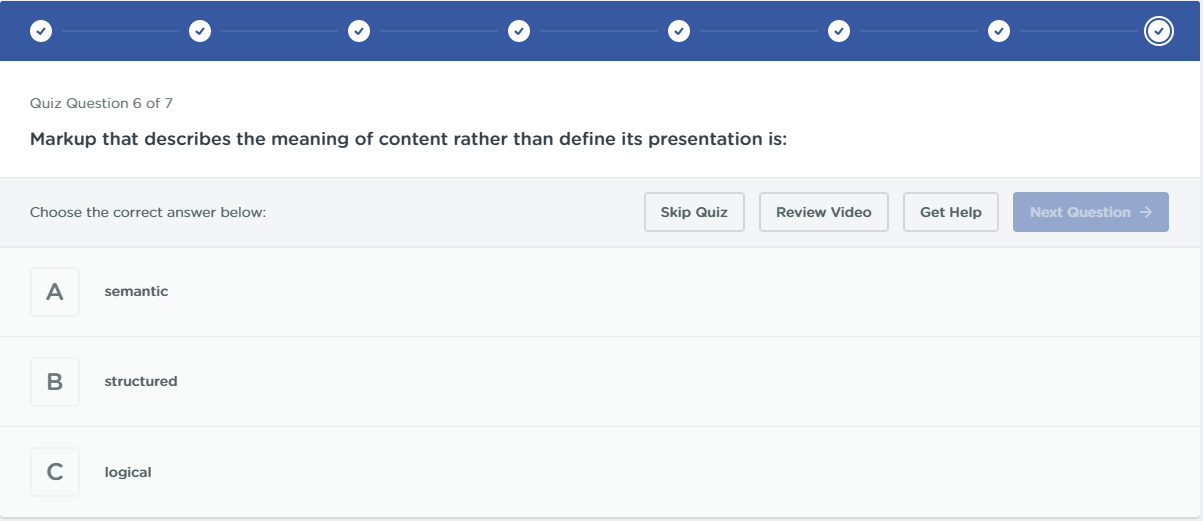 Quiz Question 6 of 7
Markup that describes the meaning of content rather than define its presentation is:
Choose the correct answer below:
Skip Quiz
Review Video
Get Help
Next Question →
A
semantic
B
structured
C
logical